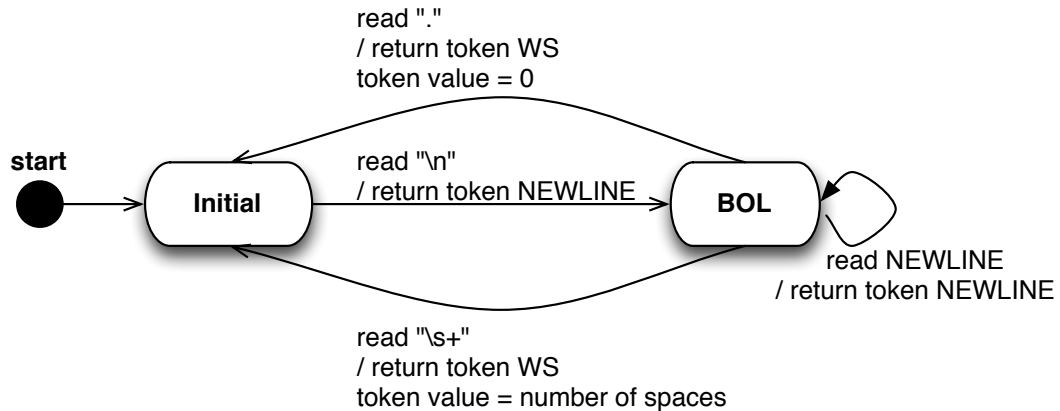 read "."
/ return token WS
token value = 0
start
read "\n"
/ return token NEWLINE
Initial
BOL
read NEWLINE
/ return token NEWLINE
read "\s+"
/ return token WS
token value = number of spaces